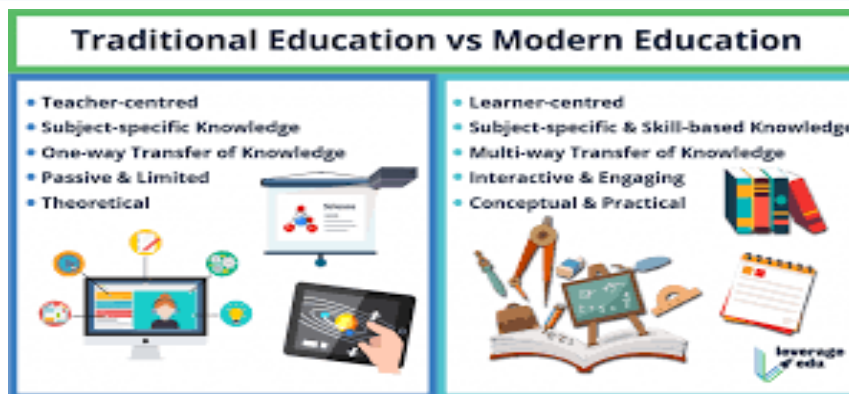 Traditional Education vs Modern Education
• Teacher-centred
• Subject-specific Knowledge
• One-way Transfer of Knowledge
• Passive & Limited
• Theoretical
Science
• Learner-centred
• Subject-specific & Skill-based Knowledge
• Multi-way Transfer of Knowledge
• Interactive & Engaging
• Conceptual & Practical
leverage
edu